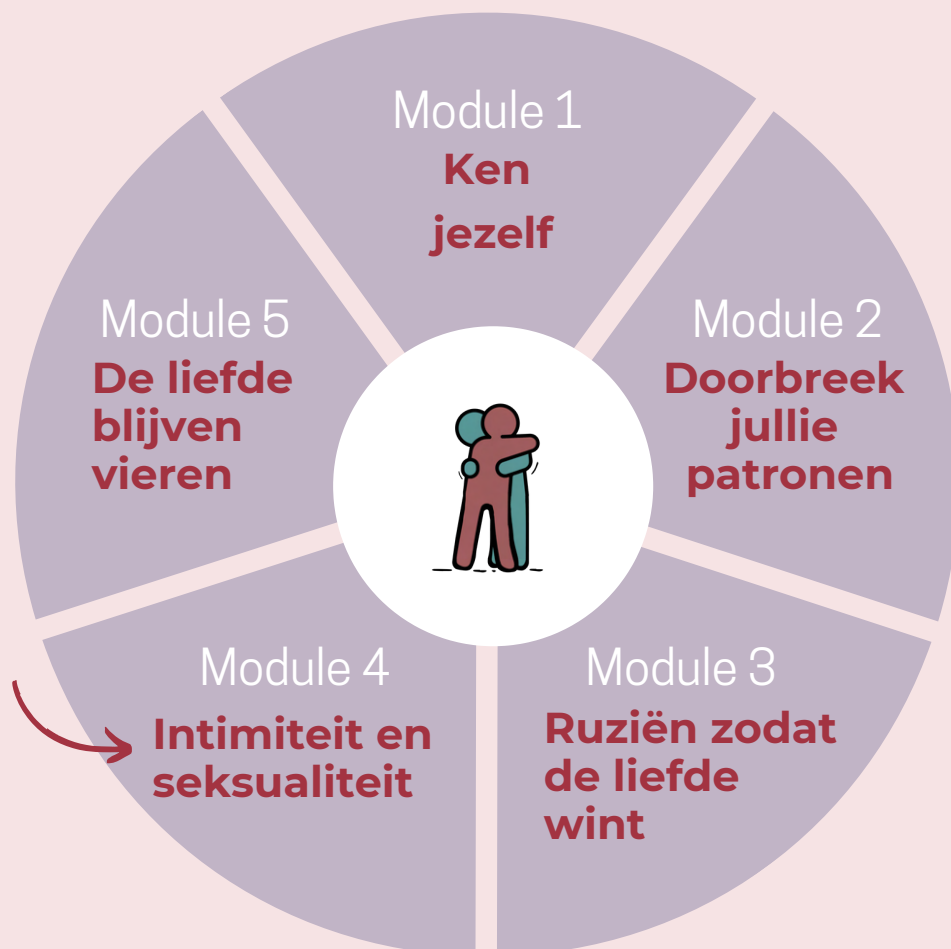 Module 1
Ken
jezelf
Module 2
Doorbreek
jullie
patronen
Module 3
Ruziën zodat
de liefde
wint
Module 4
Intimiteit en
seksualiteit
Module 5
De liefde
blijven
vieren